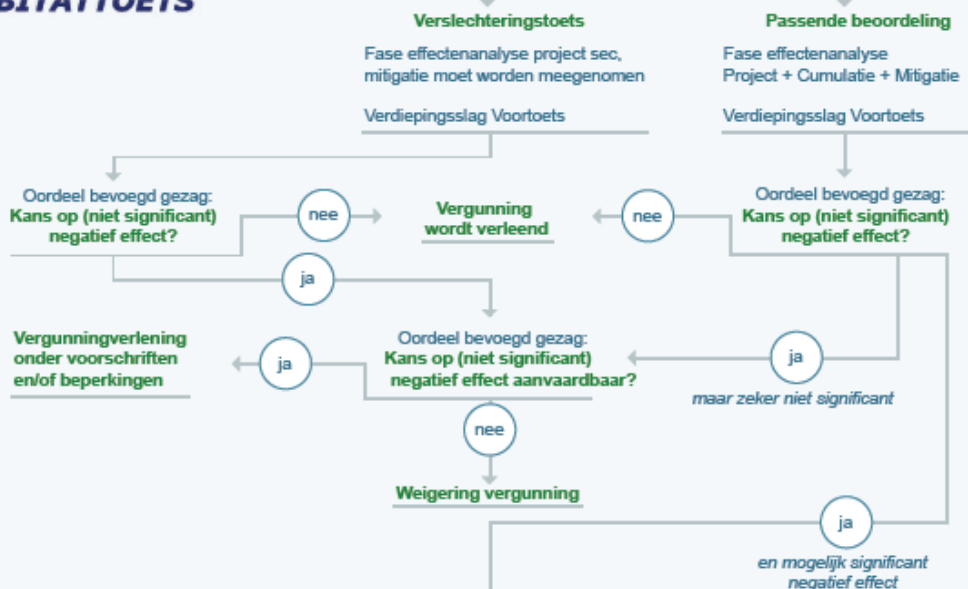 BITATTOETS
Verslechteringstoets
Fase effectenanalyse project sec,
mitigatie moet worden meegenomen
Verdiepingsslag Voortoets
Passende beoordeling
Fase effectenanalyse
Project + Cumulatie + Mitigatie
Verdiepingsslag Voortoets
Oordeel bevoegd gezag:
Kans op (niet significant)
negatief effect?
nee
Vergunning
wordt verleend
nee
Oordeel bevoegd gezag:
Kans op (niet significant)
negatief effect?
ja
Vergunningverlening
onder voorschriften
en/of beperkingen
ja
Oordeel bevoegd gezag:
Kans op (niet significant)
negatief effect aanvaardbaar?
ja
maar zeker niet significant
nee
Weigering vergunning
ja
en mogelijk significant
negatief effect